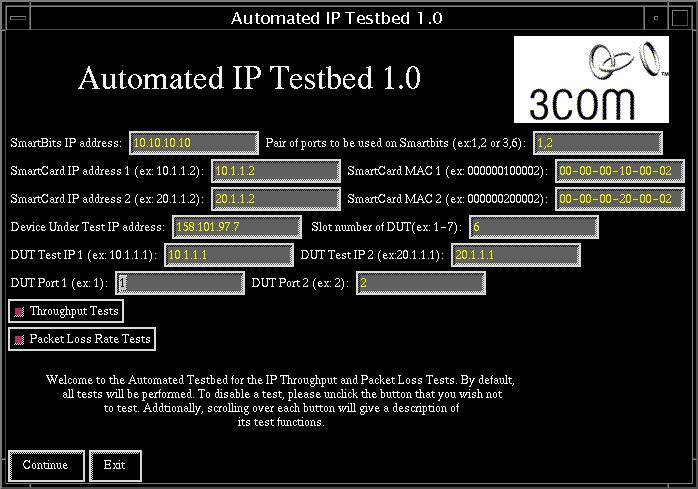 Automated IP Testbed 1.0
Automated IP Testbed 1.0
3COM
TM
SmartBits IP address: 10.10.10.10 Pair of ports to be used on Smartbits (ex:1,2 or 3,6): 1,2
SmartCard IP address 1 (ex: 10.1.1.2): 10.1.1.2 SmartCard MAC 1 (ex: 000000100002): 00-00-00-10-00-02
SmartCard IP address 2 (ex: 20.1.1.2): 20.1.1.2 SmartCard MAC 2 (ex: 000000200002): 00-00-00-20-00-02
Device Under Test IP address: 158.101.97.7 Slot number of DUT(ex: 1-7): 6
DUT Test IP 1 (ex: 10.1.1.1): 10.1.1.1 DUT Test IP 2 (ex:20.1.1.1): 20.1.1.1
DUT Port 1 (ex: 1): 1 DUT Port 2 (ex: 2): 2
Throughput Tests
Packet Loss Rate Tests
Welcome to the Automated Testbed for the IP Throughput and Packet Loss Tests. By default,
all tests will be performed. To disable a test, please unclick the button that you wish not
to test. Addtionally, scrolling over each button will give a description of
its test functions.
Continue Exit